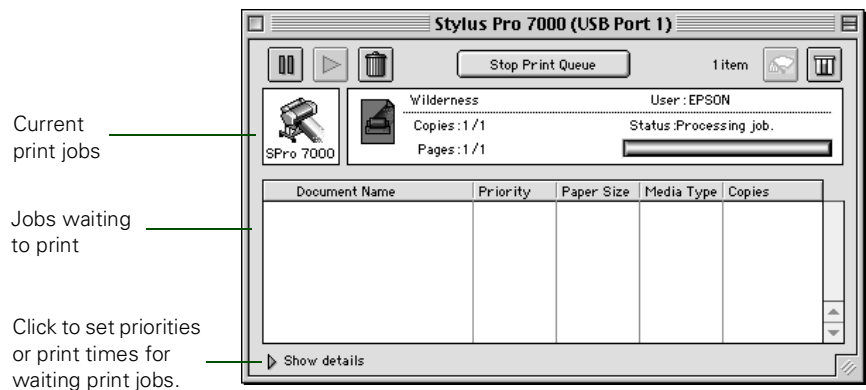 Stylus Pro 7000 (USB Port 1)
Stop Print Queue
1 item
Current
print jobs
SPro 7000
Wilderness
User : EPSON
Copies : 1 / 1
Status : Processing job.
Pages : 1 / 1
Document Name
Priority
Paper Size
Media Type
Copies
Jobs waiting
to print
Click to set priorities
or print times for
waiting print jobs.
Show details